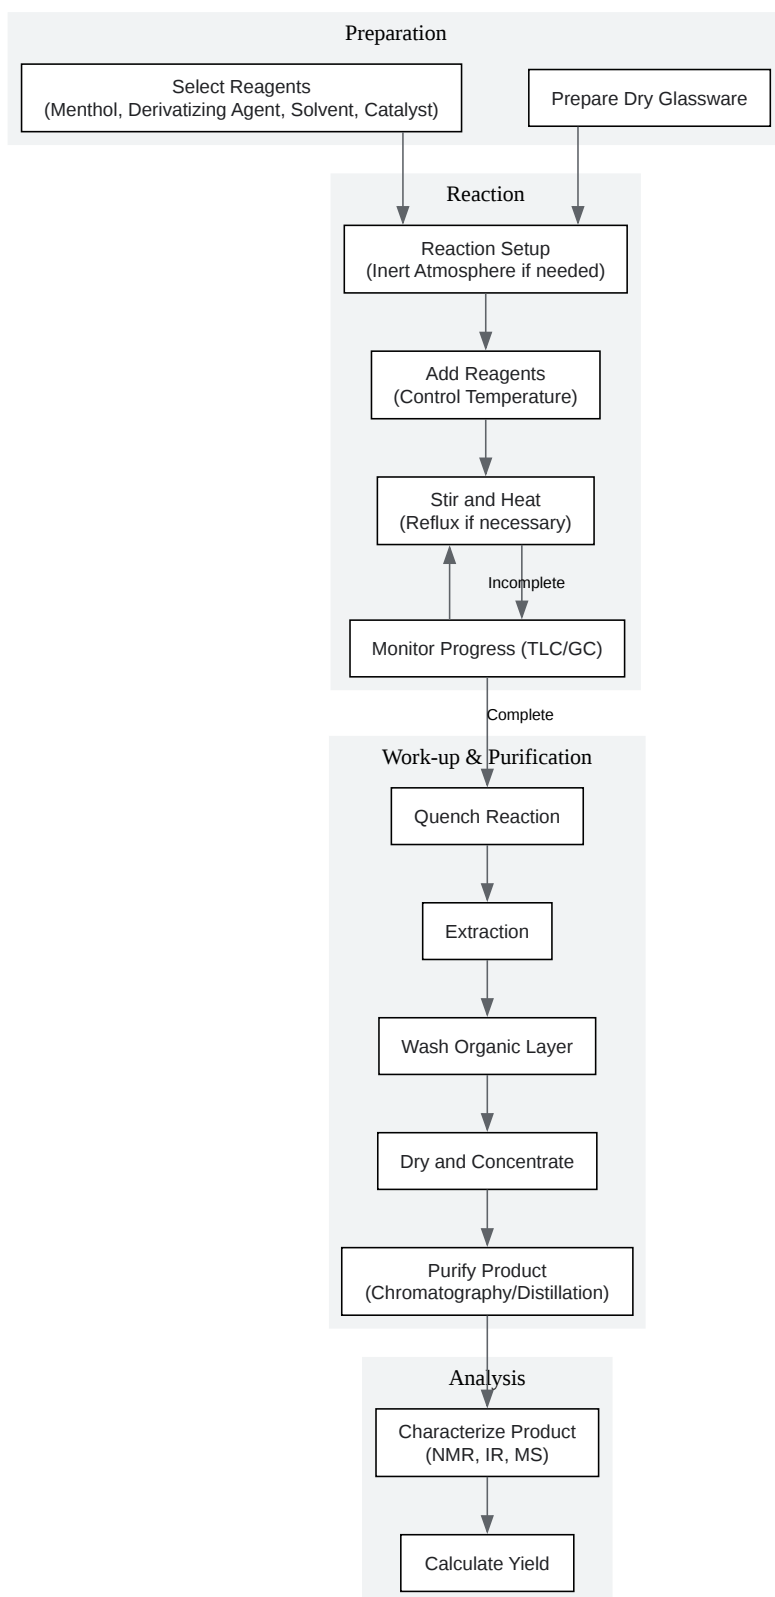 Preparation
Select Reagents
(Menthol, Derivatizing Agent, Solvent, Catalyst)
Prepare Dry Glassware
Reaction
Reaction Setup
(Inert Atmosphere if needed)
Add Reagents
(Control Temperature)
Stir and Heat
(Reflux if necessary)
Incomplete
Monitor Progress (TLC/GC)
Complete
Work-up & Purification
Quench Reaction
Extraction
Wash Organic Layer
Dry and Concentrate
Purify Product
(Chromatography/Distillation)
Analysis
Characterize Product
(NMR, IR, MS)
Calculate Yield